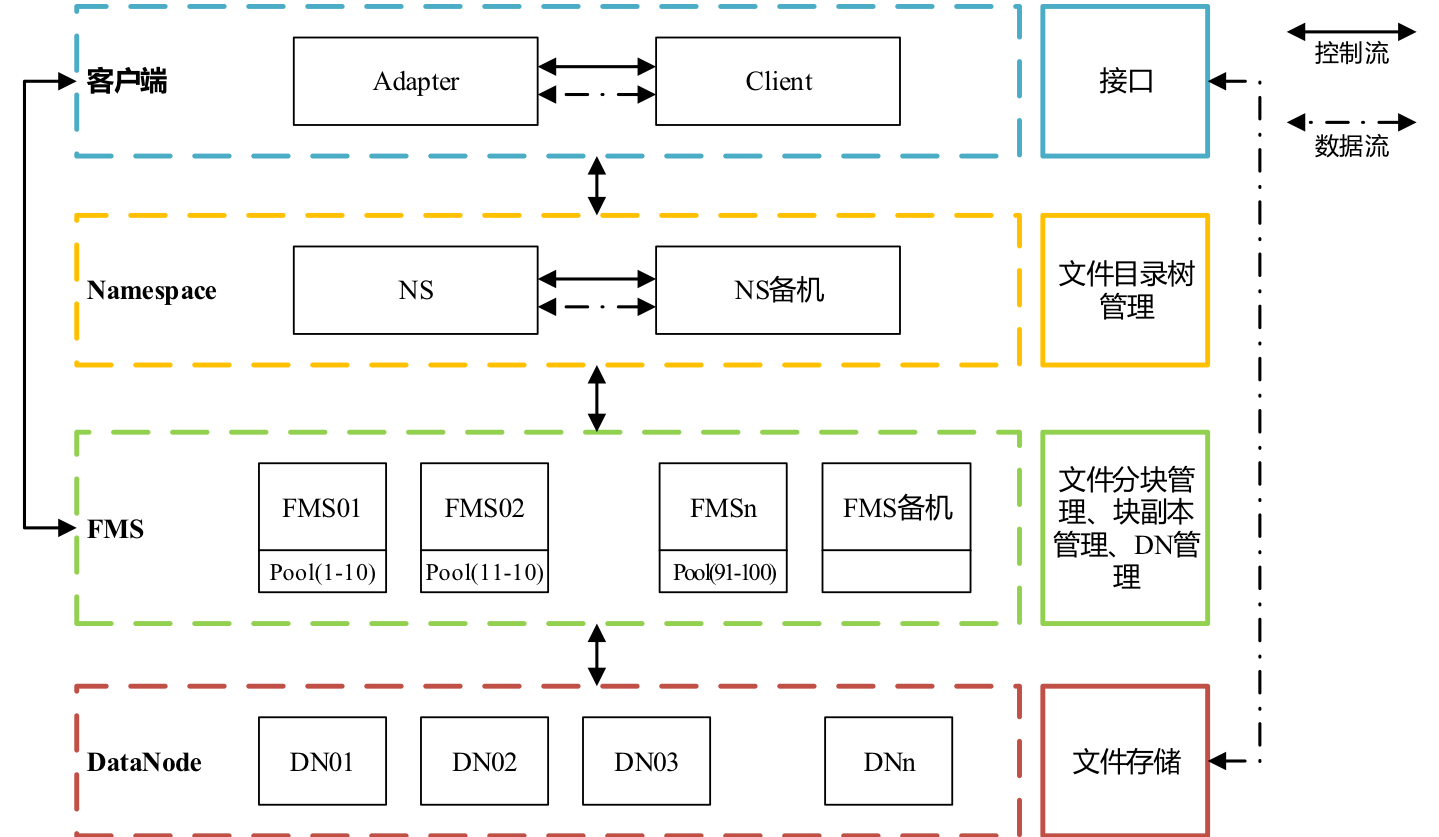 客户端
Adapter
Client
接口
控制流
数据流
Namespace
NS
NS备机
文件目录树
管理
FMS
FMS01
Pool(1-10)
FMS02
Pool(11-10)
FMSn
Pool(91-100)
FMS备机
文件分块管
理、块副本
管理、DN管
理
DataNode
DN01
DN02
DN03
DNn
文件存储